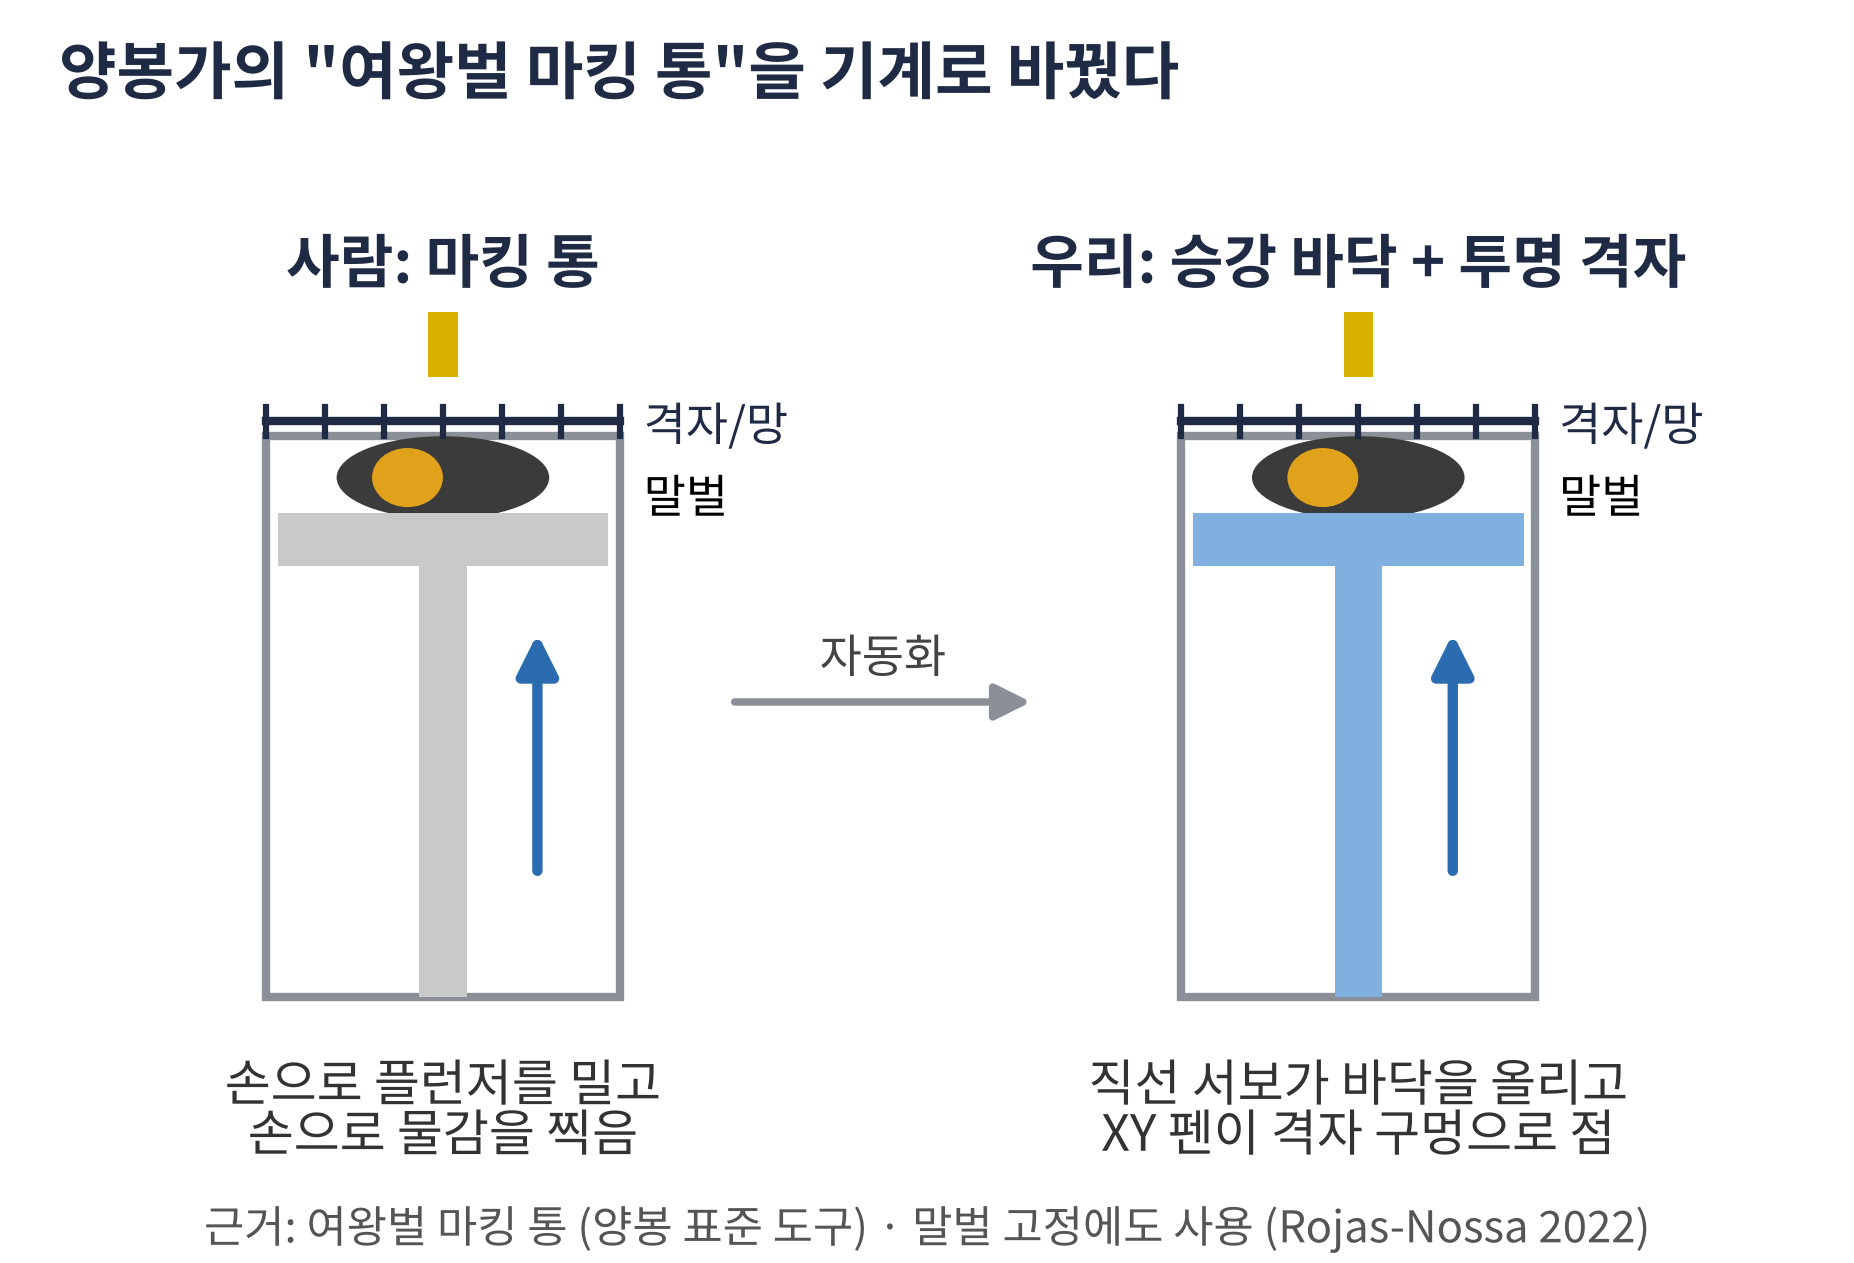 양봉가의 "여왕벌 마킹 통"을 기계로 바꿨다
사람: 마킹 통
우리: 승강 바닥 + 투명 격자
격자/망
말벌
격자/망
말벌
자동화
손으로 플런저를 밀고
손으로 물감을 찍음
직선 서보가 바닥을 올리고
XY 펜이 격자 구멍으로 점
근거: 여왕벌 마킹 통 (양봉 표준 도구) · 말벌 고정에도 사용 (Rojas-Nossa 2022)